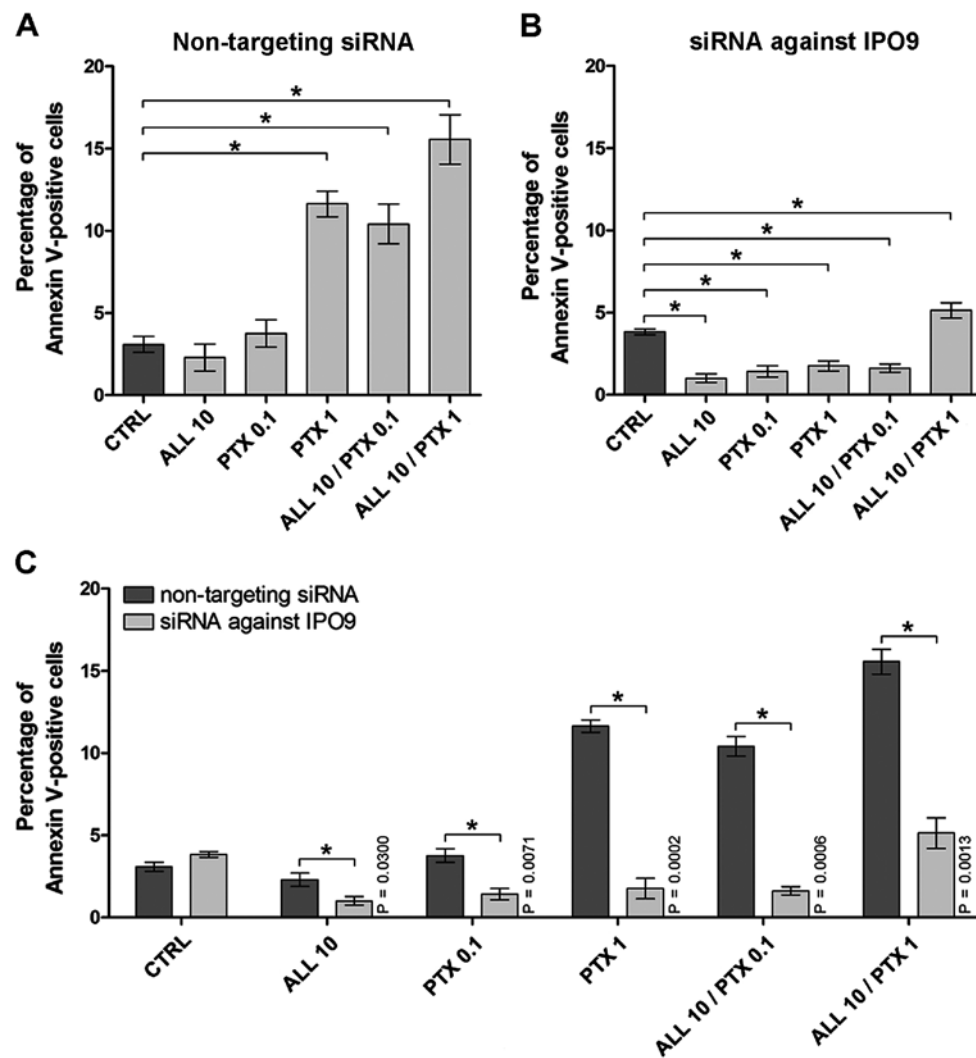 A
Non-targeting siRNA
Percentage of
Annexin V-positive cells
20
15
10
5
0
*
*
*
CTRL
ALL 10
PTX 0.1
PTX 1
ALL 10 / PTX 0.1
ALL 10 / PTX 1
B
siRNA against IPO9
Percentage of
Annexin V-positive cells
20
15
10
5
0
*
*
*
*
*
CTRL
ALL 10
PTX 0.1
PTX 1
ALL 10 / PTX 0.1
ALL 10 / PTX 1
C
non-targeting siRNA
siRNA against IPO9
Percentage of
Annexin V-positive cells
20
15
10
5
0
*
*
*
*
*
P = 0.0300
P = 0.0071
P = 0.0002
P = 0.0006
P = 0.0013
CTRL
ALL 10
PTX 0.1
PTX 1
ALL 10 / PTX 0.1
ALL 10 / PTX 1